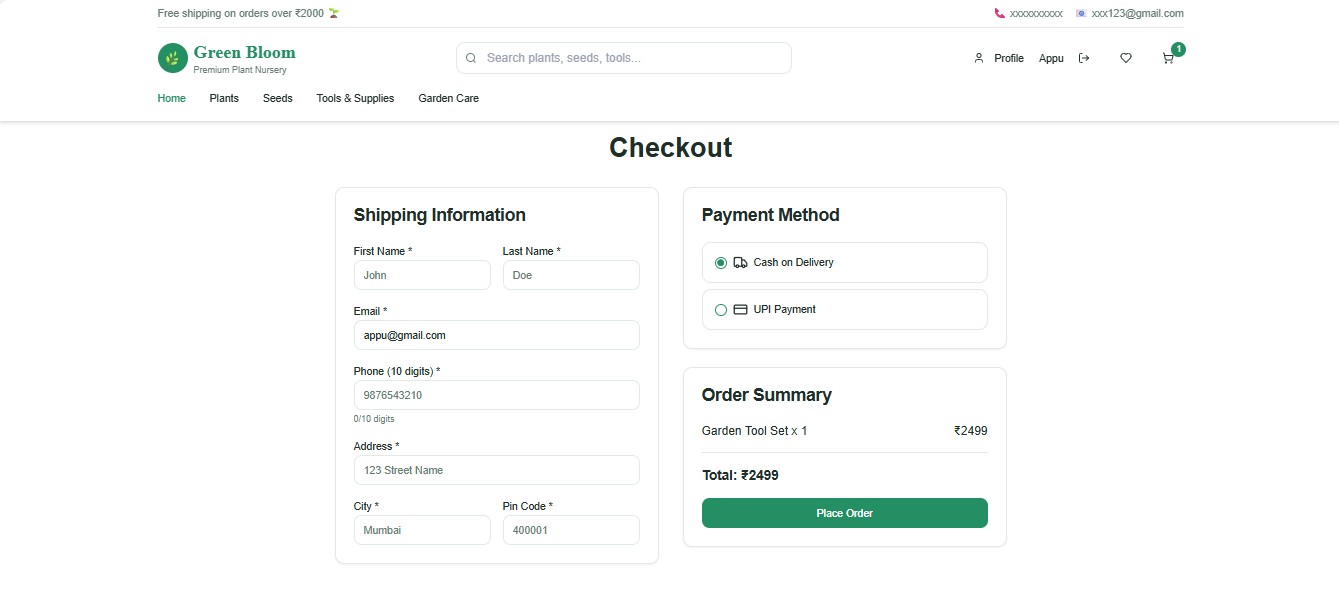 Free shipping on orders over ₹2000
xxxxxxxxxx xxx123@gmail.com
Green Bloom
Premium Plant Nursery
Search plants, seeds, tools...
Profile Appu 1
Home Plants Seeds Tools & Supplies Garden Care
Checkout
Shipping Information
First Name * Last Name *
John Doe
Email *
appu@gmail.com
Phone (10 digits) *
9876543210
0/10 digits
Address *
123 Street Name
City * Pin Code *
Mumbai 400001
Payment Method
Cash on Delivery
UPI Payment
Order Summary
Garden Tool Set x 1 ₹2499
Total: ₹2499
Place Order